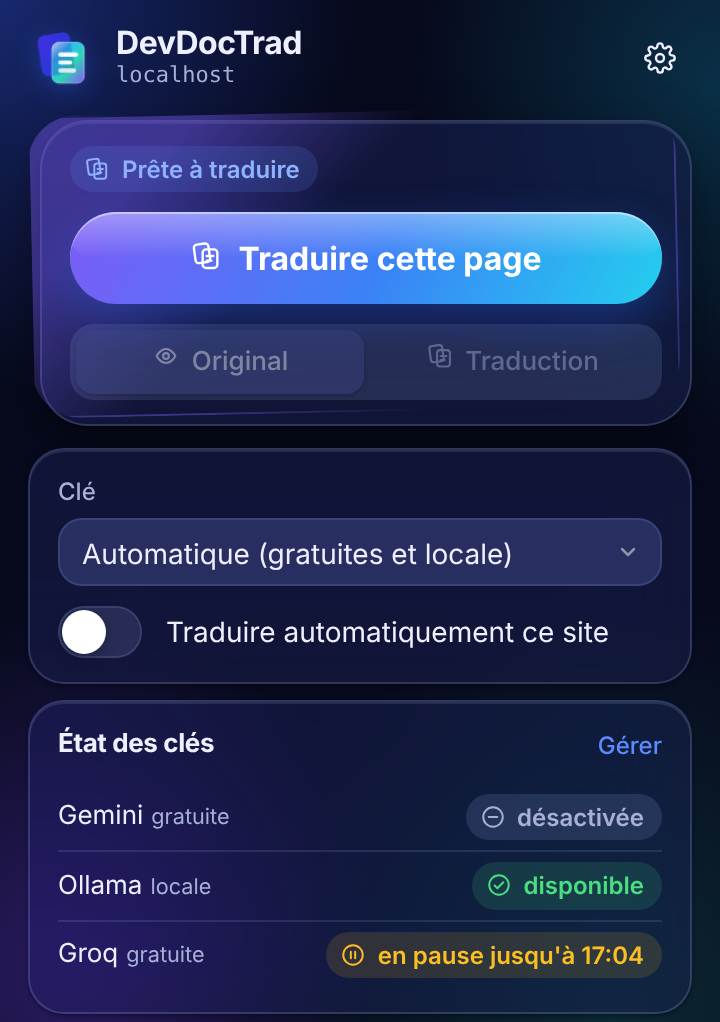 DevDocTrad
localhost
Prête à traduire
Traduire cette page
Original
Traduction
Clé
Automatique (gratuites et locale)
Traduire automatiquement ce site
État des clés
Gérer
Gemini gratuite
désactivée
Ollama locale
disponible
Groq gratuite
en pause jusqu'à 17:04